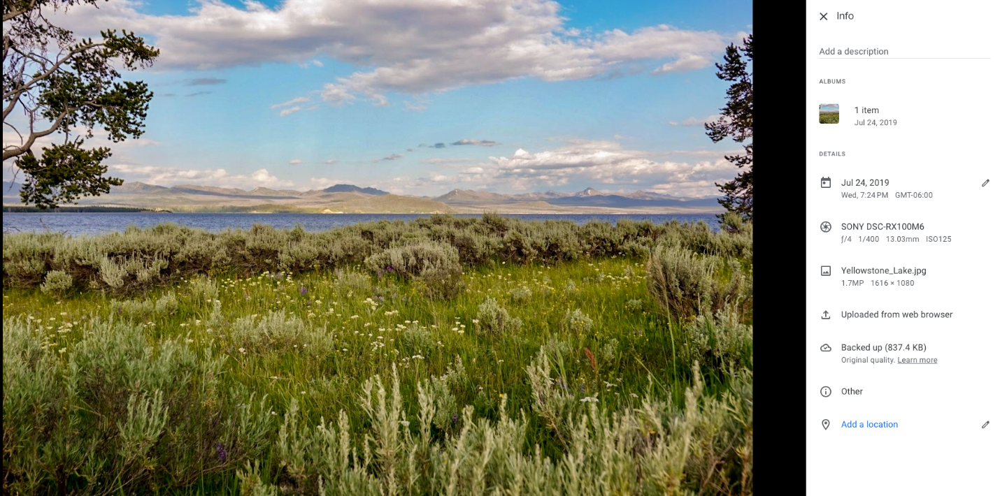 Info
Add a description
ALBUMS
1 item
Jul 24, 2019
DETAILS
Jul 24, 2019
Wed, 7:24 PM GMT-06:00
SONY DSC-RX100M6
ƒ/4 1/400 13.03mm ISO125
Yellowstone_Lake.jpg
1.7MP 1616 × 1080
Uploaded from web browser
Backed up (837.4 KB)
Original quality. Learn more
Other
Add a location